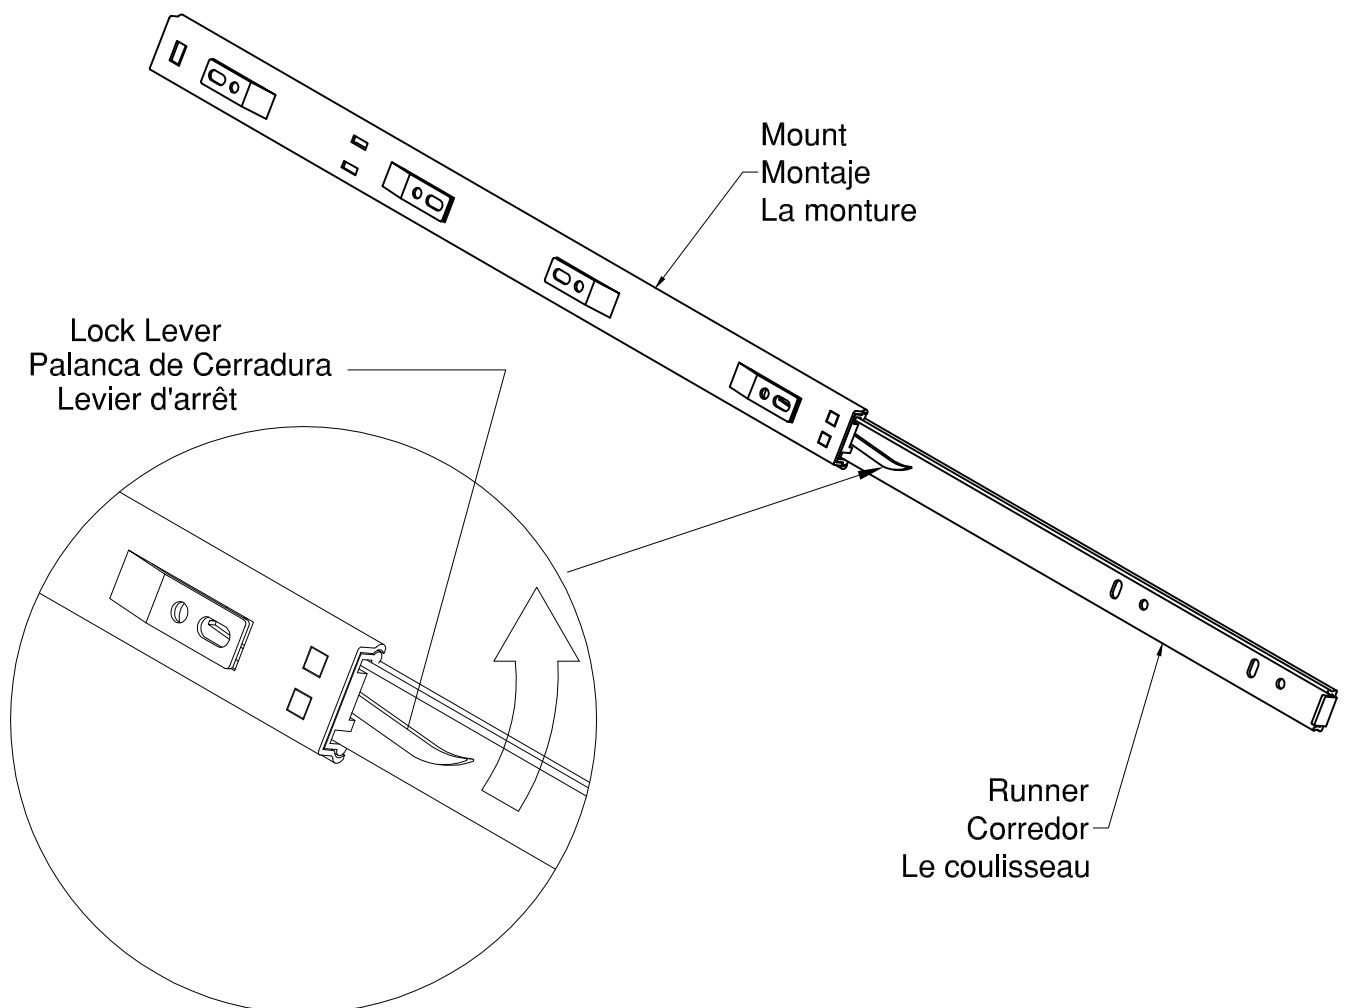 Mount
Montaje
La monture
Lock Lever
Palanca de Cerradura
Levier d'arrêt
Runner
Corredor
Le coulisseau